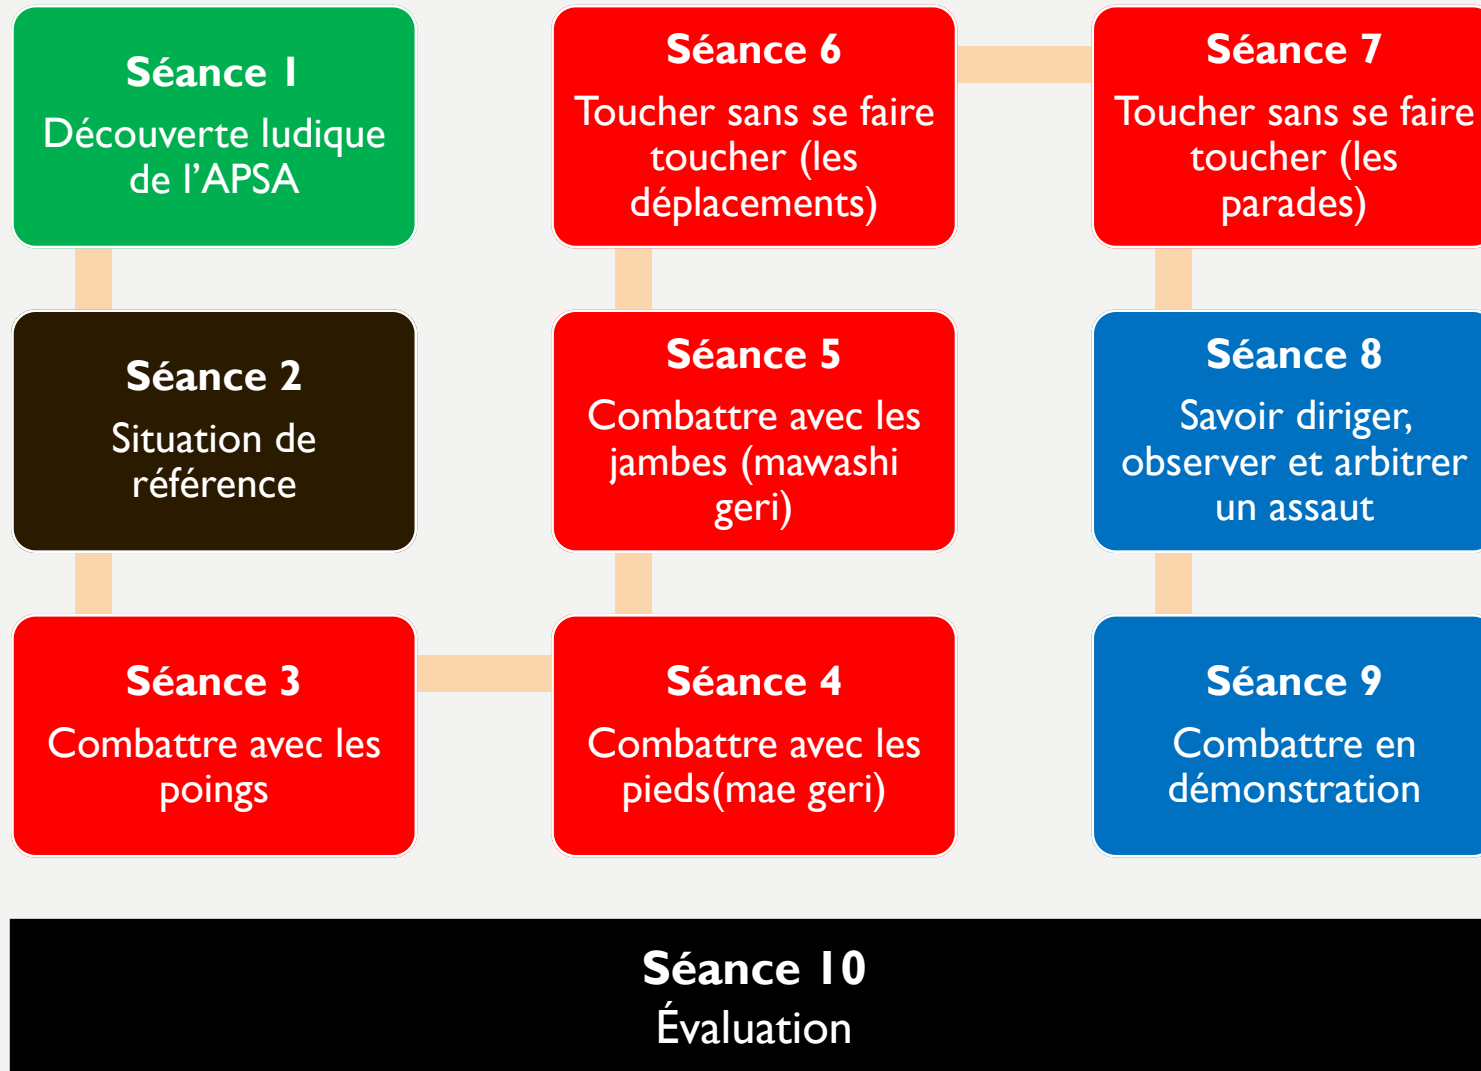 Séance 1
Découverte ludique
de l’APSA
Séance 2
Situation de
référence
Séance 3
Combattre avec les
poings
Séance 4
Combattre avec les
pieds(mae geri)
Séance 5
Combattre avec les
jambes (mawashi
geri)
Séance 6
Toucher sans se faire
toucher (les
déplacements)
Séance 7
Toucher sans se faire
toucher (les
parades)
Séance 8
Savoir diriger,
observer et arbitrer
un assaut
Séance 9
Combattre en
démonstration
Séance 10
Évaluation